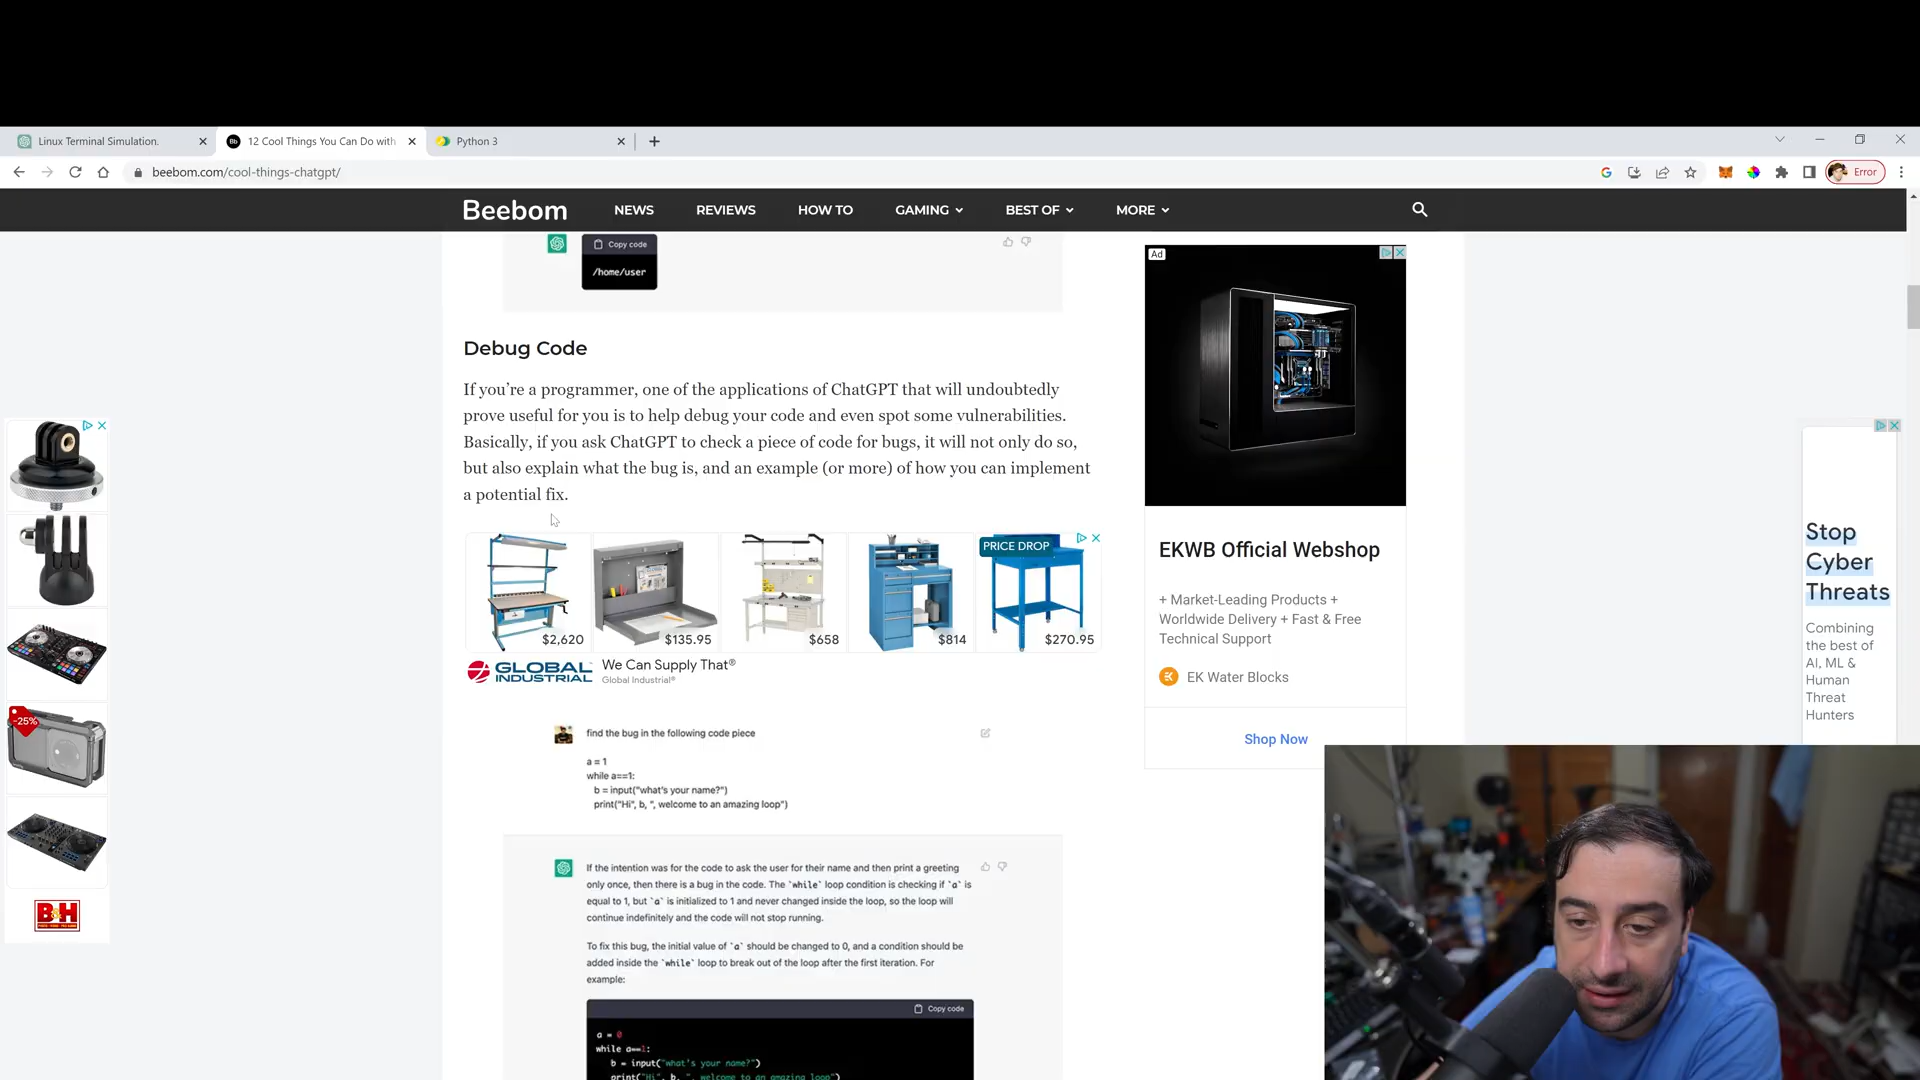 Linux Terminal Simulation.
12 Cool Things You Can Do with
Python 3
beebom.com/cool-things-chatgpt/
Error
Beebom
NEWS
REVIEWS
HOW TO
GAMING
BEST OF
MORE
Copy code
/home/user
Debug Code
If you’re a programmer, one of the applications of ChatGPT that will undoubtedly
prove useful for you is to help debug your code and even spot some vulnerabilities.
Basically, if you ask ChatGPT to check a piece of code for bugs, it will not only do so,
but also explain what the bug is, and an example (or more) of how you can implement
a potential fix.
$2,620
$135.95
$658
$814
PRICE DROP
$270.95
GLOBAL
INDUSTRIAL
We Can Supply That®
Global Industrial®
find the bug in the following code piece
a = 1
while a==1:
b = input("what's your name?")
print("Hi", b, ", welcome to an amazing loop")
If the intention was for the code to ask the user for their name and then print a greeting
only once, then there is a bug in the code. The `while` loop condition is checking if `a` is
equal to 1, but `a` is initialized to 1 and never changed inside the loop, so the loop will
continue indefinitely and the code will not stop running.
To fix this bug, the initial value of `a` should be changed to 0, and a condition should be
added inside the `while` loop to break out of the loop after the first iteration. For
example:
Copy code
a = 0
while a==1:
b = input("what's your name?")
print("Hi", b, ", welcome to an amazing loop")
Ad
EKWB Official Webshop
+ Market-Leading Products +
Worldwide Delivery + Fast & Free
Technical Support
EK Water Blocks
Shop Now
-25%
B&H
Stop
Cyber
Threats
Combining
the best of
AI, ML &
Human
Threat
Hunters